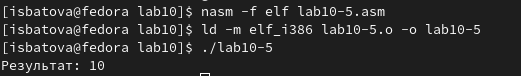 [isbatova@fedora lab10]$ nasm -f elf lab10-5.asm
[isbatova@fedora lab10]$ ld -m elf_i386 lab10-5.o -o lab10-5
[isbatova@fedora lab10]$ ./lab10-5
Результат: 10